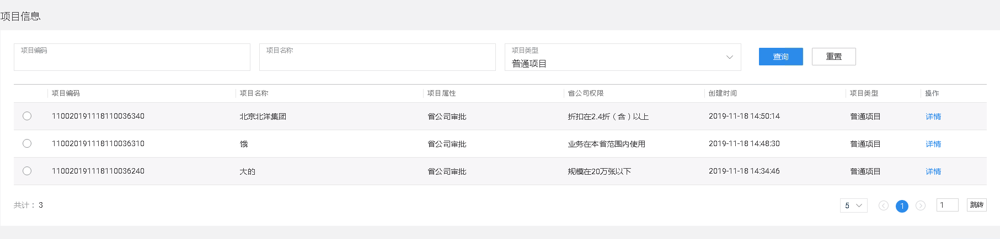 项目信息
项目编码 项目名称 项目类型
普通项目 查询 重置
项目编码 项目名称 项目属性 省公司权限 创建时间 项目类型 操作
110020191118110036340 北京北洋集团 省公司审批 折扣在2.4折（含）以上 2019-11-18 14:50:14 普通项目 详情
110020191118110036310 饿 省公司审批 业务在本省范围内使用 2019-11-18 14:48:30 普通项目 详情
110020191118110036240 大的 省公司审批 规模在20万张以下 2019-11-18 14:34:46 普通项目 详情
共计： 3 5 1 1 跳转